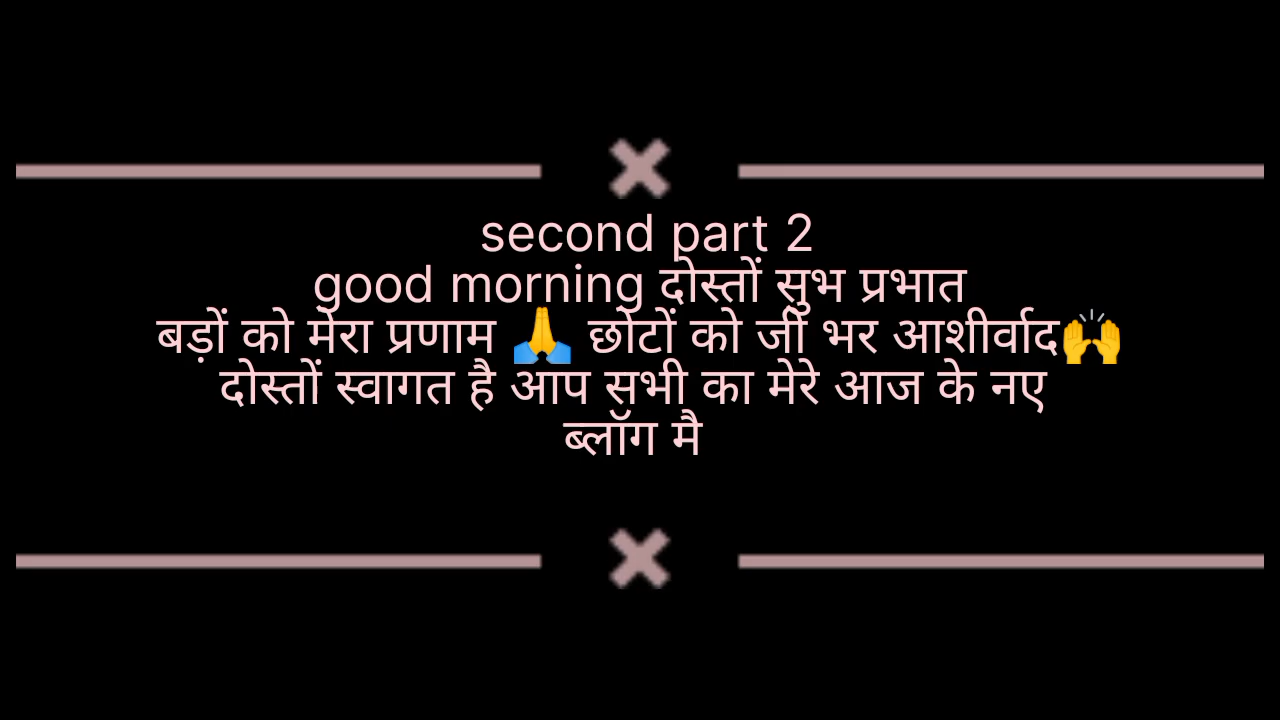 second part 2
good morning दोस्तों सुभ प्रभात
बड़ों को मेरा प्रणाम 🙏 छोटों को जी भर आशीर्वाद🙌
दोस्तों स्वागत है आप सभी का मेरे आज के नए
ब्लॉग मै